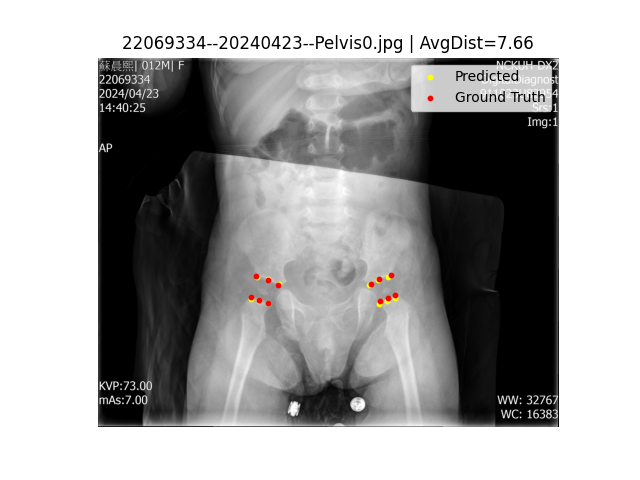 22069334--20240423--Pelvis0.jpg | AvgDist=7.66
蘇晨熙| 012M| F
22069334
2024/04/23
14:40:25
AP
NCKUH DX2
Predicted
Ground Truth
Srs:1
Img:1
KVP:73.00
mAs:7.00
WW: 32767
WC: 16383